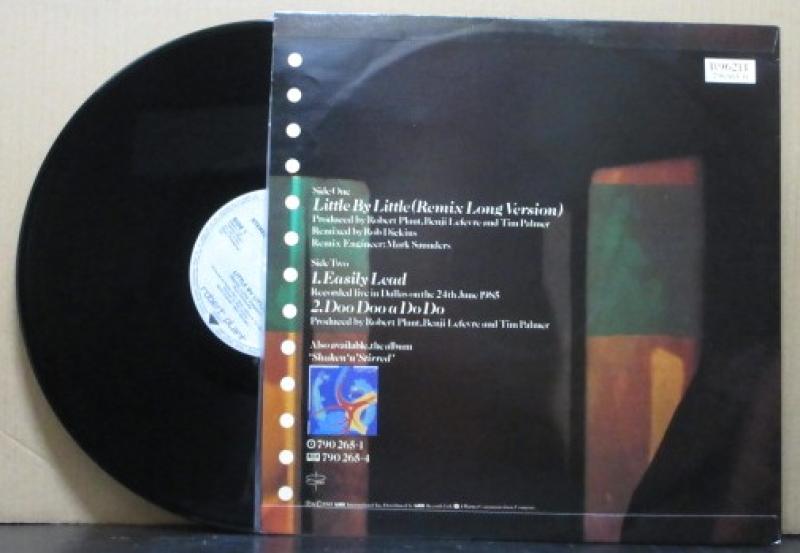 Side One
Little By Little (Remix Long Version)
Produced by Robert Plant, Benji Lefevre and Tim Palmer
Remixed by Rob Dickins
Remix Engineer: Mark Saunders
Side Two
1. Easily Lead
Recorded live in Dallas on the 24th June 1985
2. Doo Doo a Do Do
Produced by Robert Plant, Benji Lefevre and Tim Palmer
Also available, the album
"Shaken 'n' Stirred"
790 265-1
790 265-4
robert plant